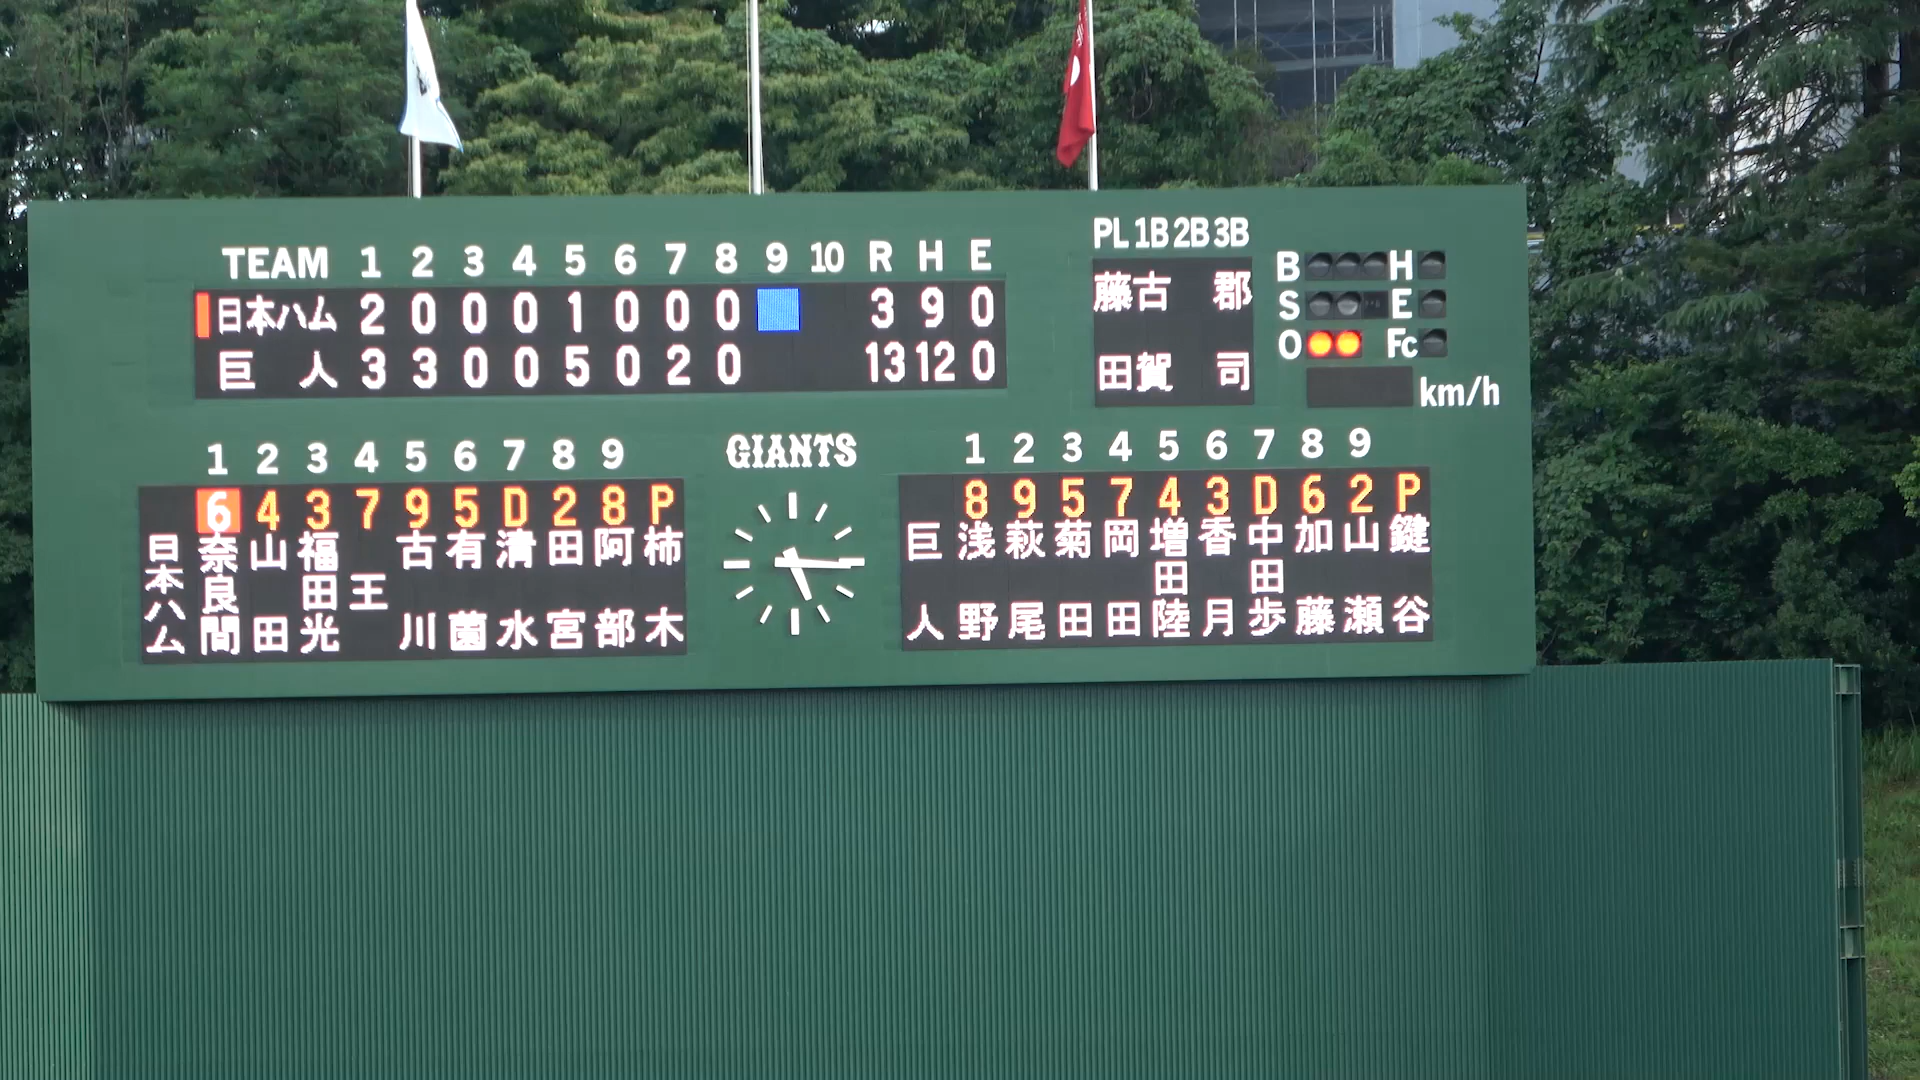 PL 1B 2B 3B
TEAM 1 2 3 4 5 6 7 8 9 10 R H E
日本ハム 2 0 0 0 1 0 0 0 3 9 0
巨人 3 3 0 0 5 0 2 0 13 12 0
藤田 古賀 郡司
B H
S E
O Fc
km/h
GIANTS
1 2 3 4 5 6 7 8 9
6 4 3 7 9 5 D 2 8 P
日本ハム 奈良間 山田 福田光 王 古川 有薗 清水 田宮 阿部 柿木
1 2 3 4 5 6 7 8 9
8 9 5 7 4 3 D 6 2 P
巨人 浅野 萩尾 菊田 岡田 増田陸 香月 中田歩 加藤 山瀬 鍵谷